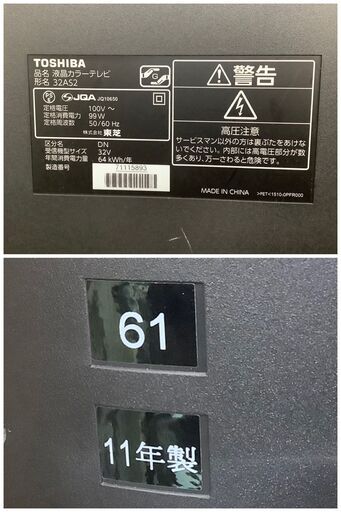 TOSHIBA
品名 液晶カラーテレビ
形名 32AS2
PS E JQA JQ10650
定格電圧: 100V～
定格消費電力: 99W
定格周波数: 50/60 Hz
株式会社 東芝
区分: DN
受信機型サイズ: 32V
年間消費電力量: 64 kWh/年
製造番号: 71115893
警告
高圧注意
サービスマン以外の方は裏ぶたをあけな
いでください。内部には高電圧部分が数
多くあり、万一さわると危険です。
MADE IN CHINA
>PET<1510-0PFR000
61
11年製